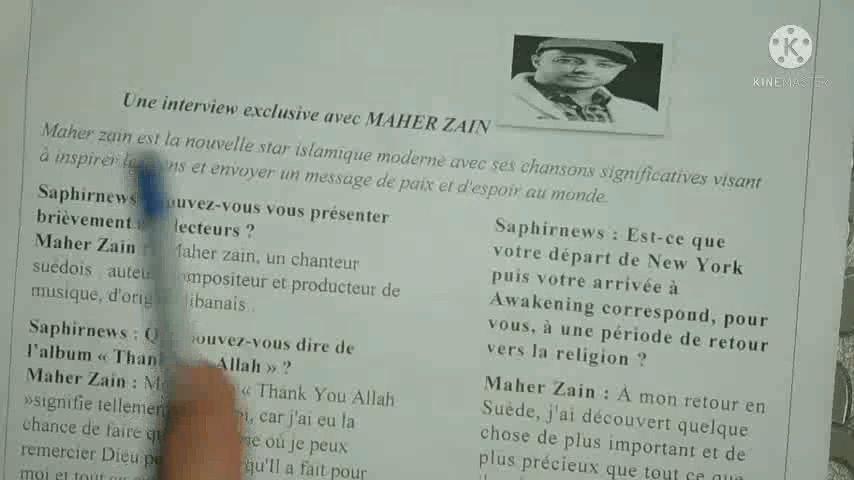 KINEMASTER
Une interview exclusive avec MAHER ZAIN
Maher zain est la nouvelle star islamique moderne avec ses chansons significatives visant
à inspirer et envoyer un message de paix et d'espoir au monde.
Saphirnews ouvez-vous vous présenter
brièvement lecteurs ?
Maher Zain Maher zain, un chanteur
suédois auteu ompositeur et producteur de
musique, d'orig libanais..
Saphirnews : Q ouvez-vous dire de
l'album « Than Allah » ?
Maher Zain : M « Thank You Allah
»signifie tellemen i, car j'ai eu la
chance de faire où je peux
remercier Dieu qu'Il a fait pour
moi et tout
Saphirnews : Est-ce que
votre départ de New York
puis votre arrivée à
Awakening correspond, pour
vous, à une période de retour
vers la religion ?
Maher Zain : À mon retour en
Suède, j'ai découvert quelque
chose de plus important et de
plus précieux que tout ce que